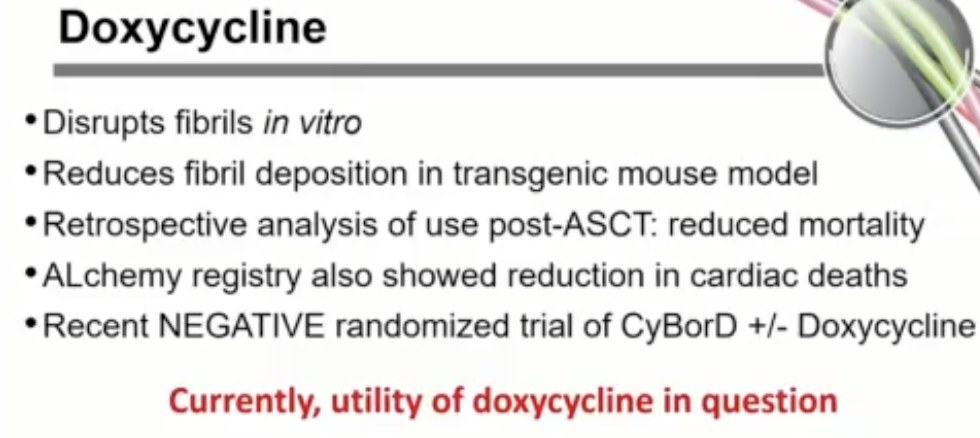 Doxycycline
•Disrupts fibrils in vitro
•Reduces fibril deposition in transgenic mouse model
•Retrospective analysis of use post-ASCT: reduced mortality
•ALchemy registry also showed reduction in cardiac deaths
•Recent NEGATIVE randomized trial of CyBorD +/- Doxycycline
Currently, utility of doxycycline in question